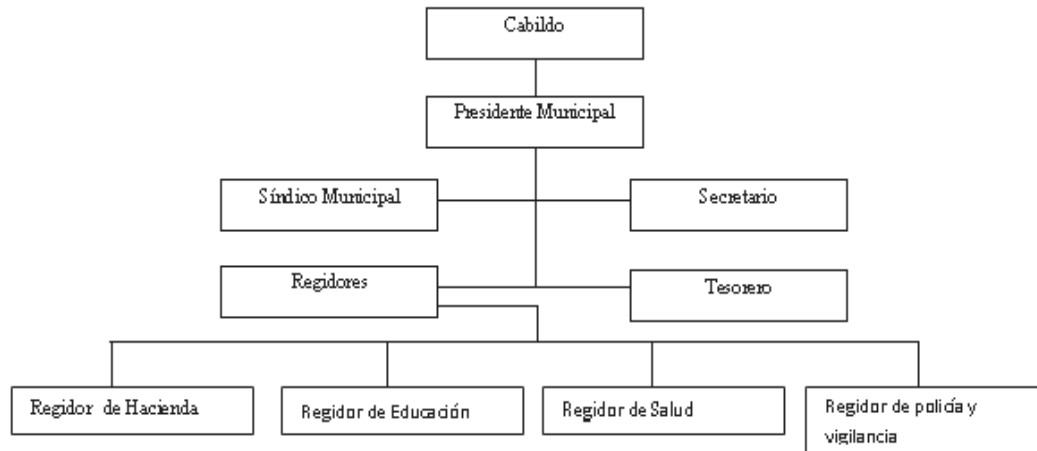 Cabildo
Presidente Municipal
Síndico Municipal
Secretario
Regidores
Tesorero
Regidor de Hacienda
Regidor de Educación
Regidor de Salud
Regidor de policía y
vigilancia